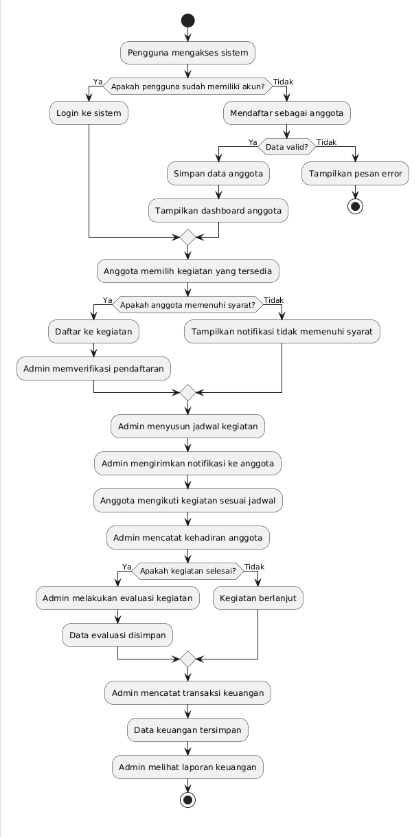 Pengguna mengakses sistem
Ya
Apakah pengguna sudah memiliki akun?
Tidak
Login ke sistem
Mendaftar sebagai anggota
Ya
Data valid?
Tidak
Simpan data anggota
Tampilkan pesan error
Tampilkan dashboard anggota
Anggota memilih kegiatan yang tersedia
Ya
Apakah anggota memenuhi syarat?
Tidak
Daftar ke kegiatan
Tampilkan notifikasi tidak memenuhi syarat
Admin memverifikasi pendaftaran
Admin menyusun jadwal kegiatan
Admin mengirimkan notifikasi ke anggota
Anggota mengikuti kegiatan sesuai jadwal
Admin mencatat kehadiran anggota
Ya
Apakah kegiatan selesai?
Tidak
Admin melakukan evaluasi kegiatan
Kegiatan berlanjut
Data evaluasi disimpan
Admin mencatat transaksi keuangan
Data keuangan tersimpan
Admin melihat laporan keuangan